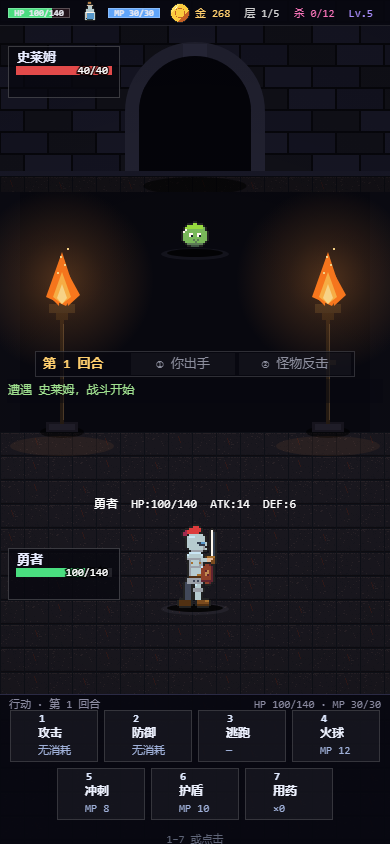 HP 100/140 MP 30/30 金 268 层 1/5 杀 0/12 Lv.5
史莱姆
40/40
第 1 回合 ① 你出手 ② 怪物反击
遭遇 史莱姆，战斗开始
勇者 HP:100/140 ATK:14 DEF:6
勇者
100/140
行动 · 第 1 回合 HP 100/140 · MP 30/30
1 2 3 4
攻击 防御 逃跑 火球
无消耗 无消耗 — MP 12
5 6 7
冲刺 护盾 用药
MP 8 MP 10 ×0
1-7 或点击